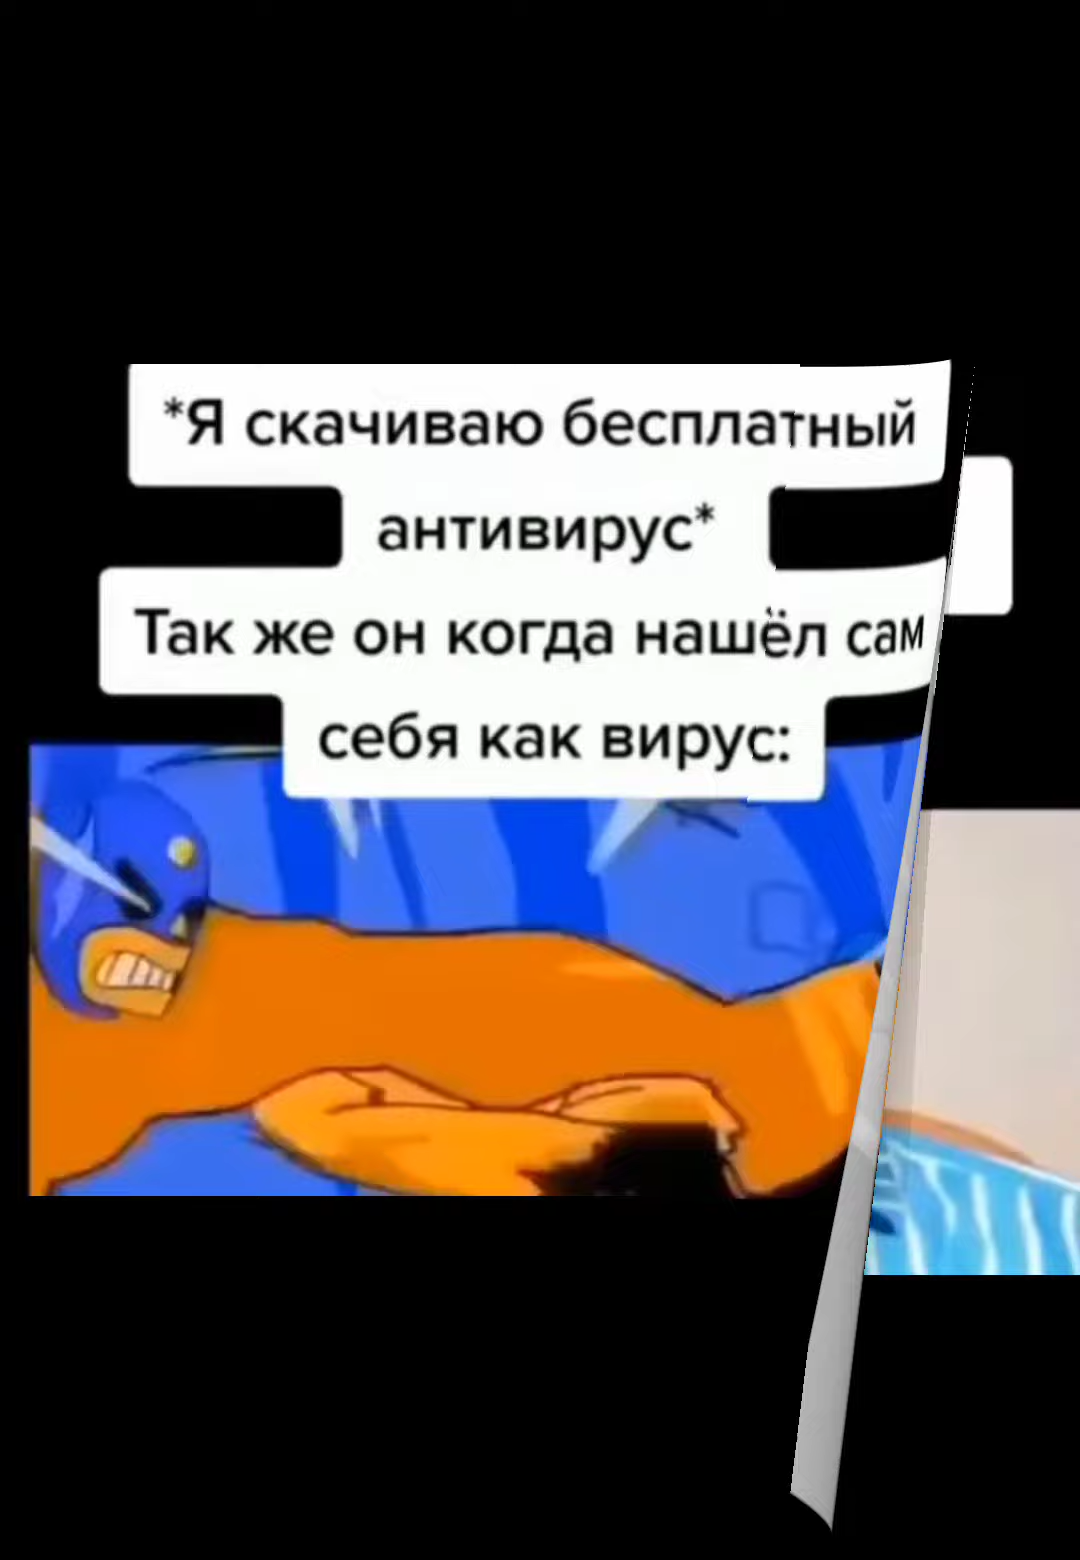 *Я скачиваю бесплатный
антивирус*
Так же он когда нашёл сам
себя как вирус: